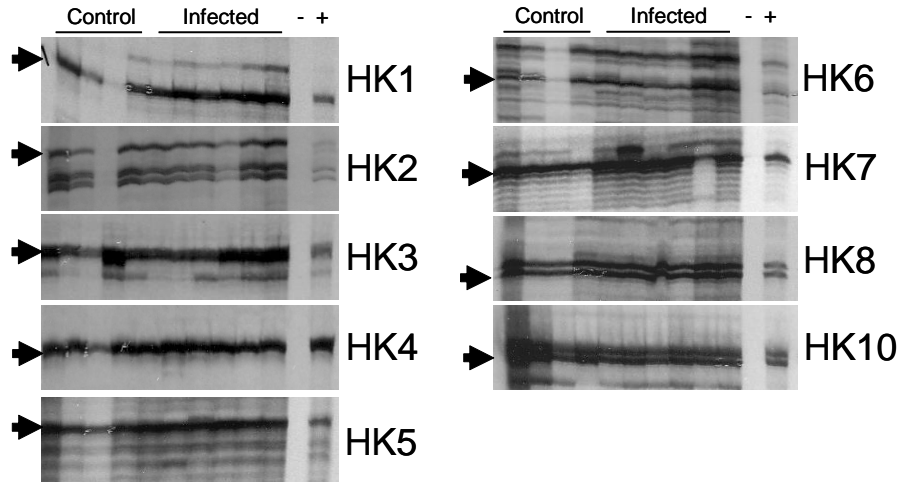 Control Infected - +
HK1
HK2
HK3
HK4
HK5
Control Infected - +
HK6
HK7
HK8
HK10